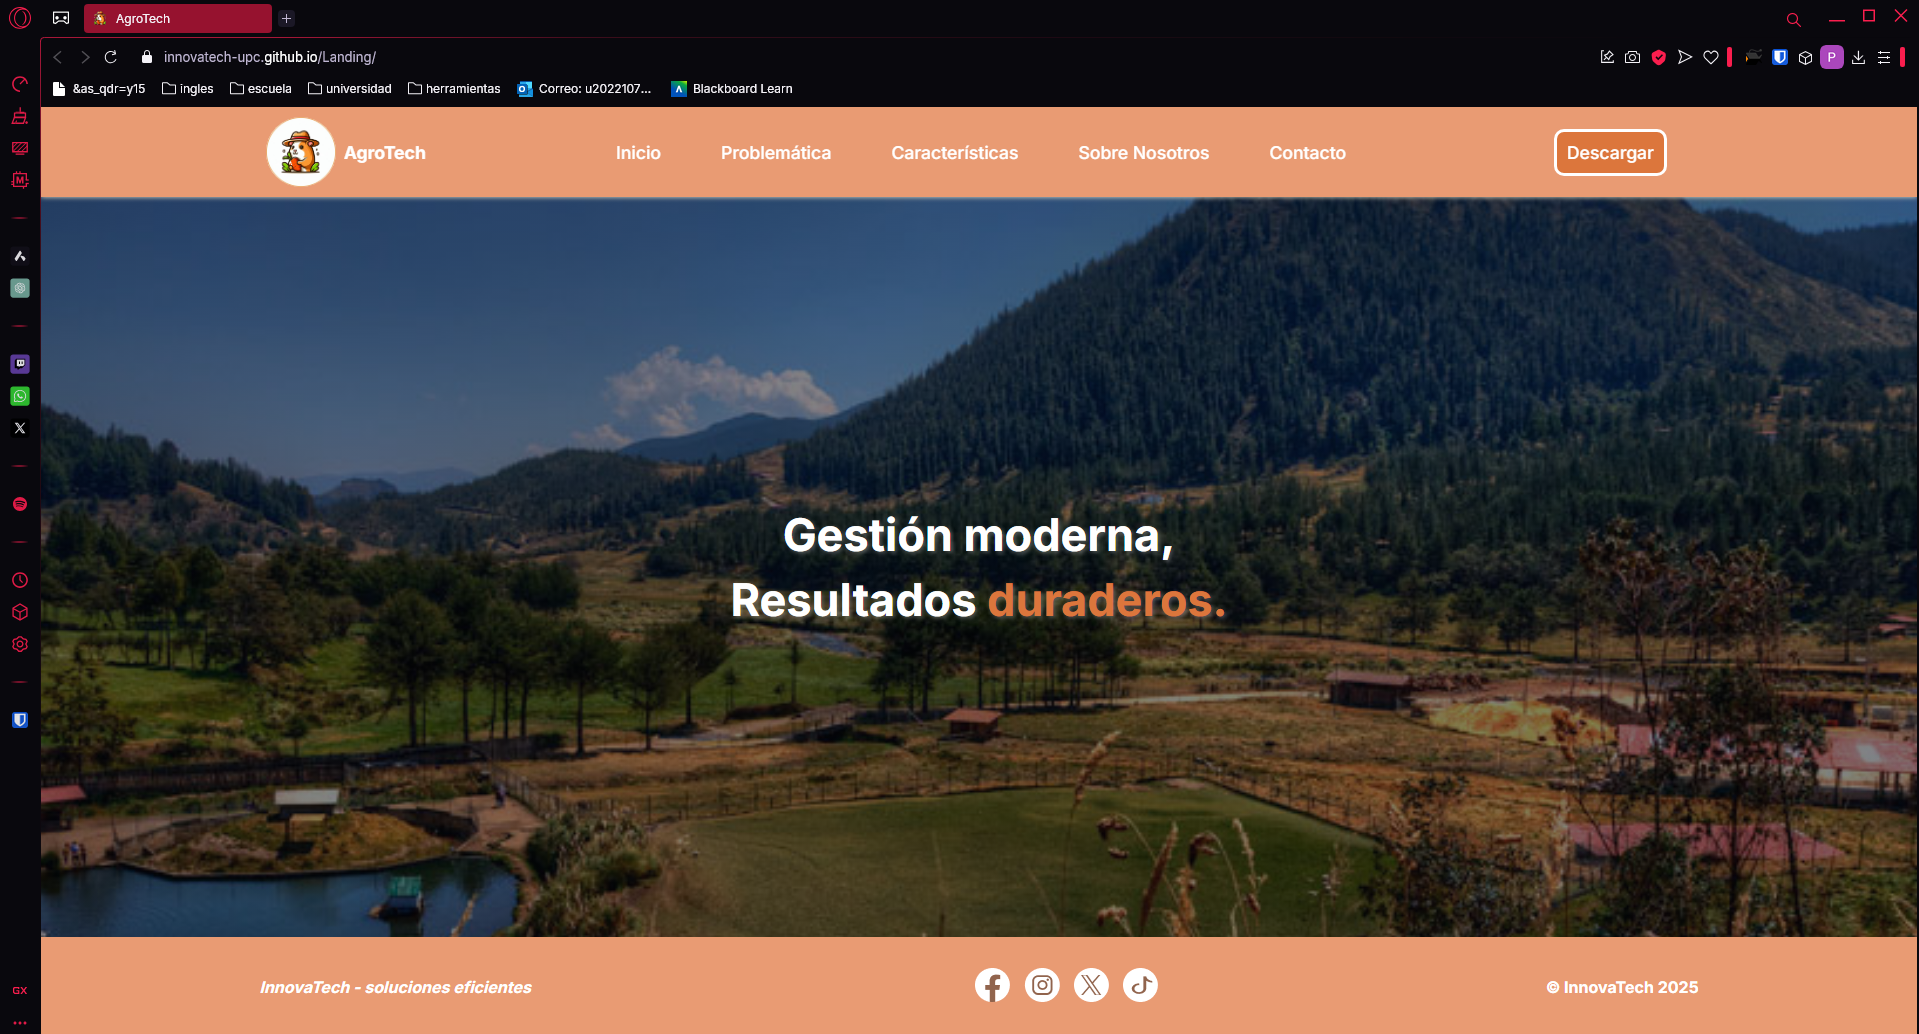 AgroTech
innovatech-upc.github.io/Landing/
P
&as_qdr=y15
ingles
escuela
universidad
herramientas
Correo: u2022107...
Blackboard Learn
AgroTech
Inicio
Problemática
Características
Sobre Nosotros
Contacto
Descargar
Gestión moderna,
Resultados duraderos.
InnovaTech - soluciones eficientes
© InnovaTech 2025
GX